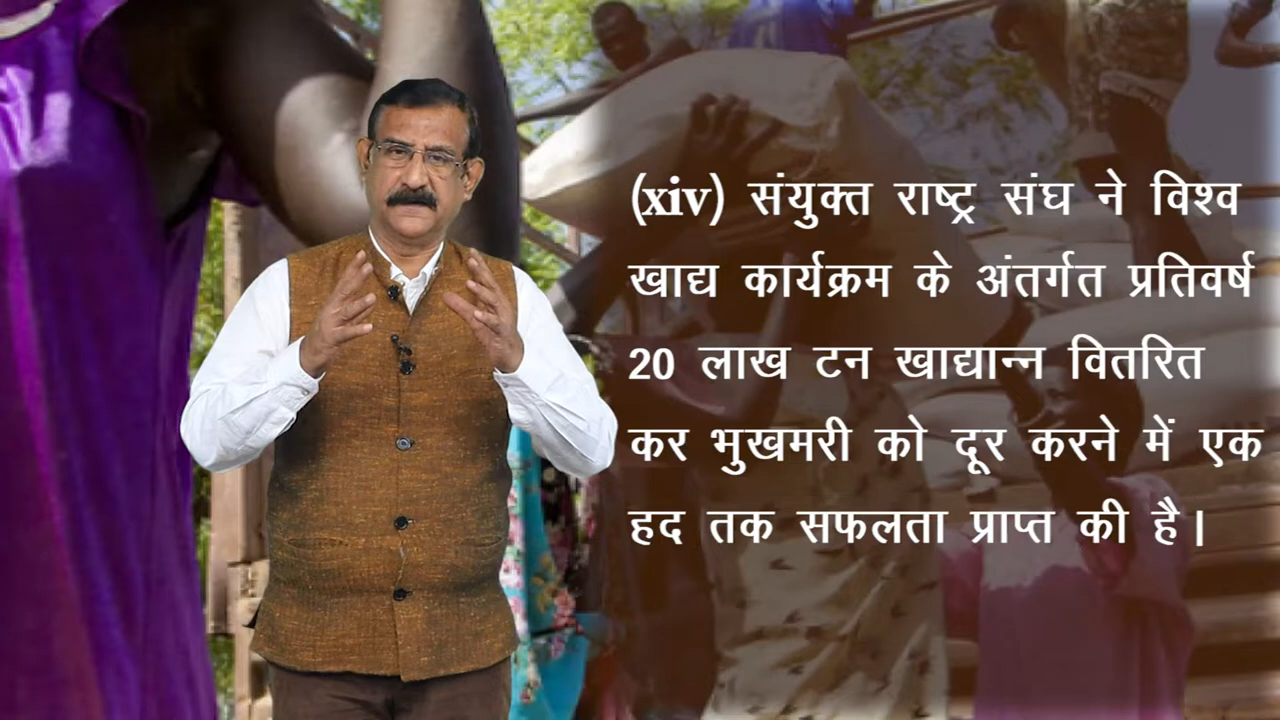 (xiv) संयुक्त राष्ट्र संघ ने विश्व
खाद्य कार्यक्रम के अंतर्गत प्रतिवर्ष
20 लाख टन खाद्यान्न वितरित
कर भुखमरी को दूर करने में एक
हद तक सफलता प्राप्त की है।